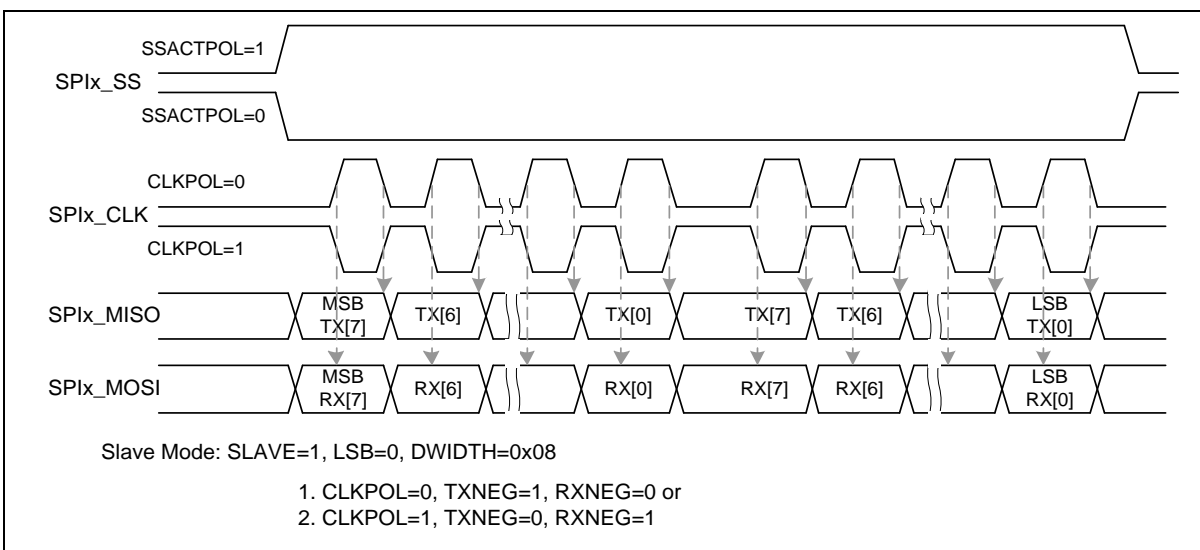 SSACTPOL=1
SPIx_SS
SSACTPOL=0
CLKPOL=0
SPIx_CLK
CLKPOL=1
SPIx_MISO
MSB TX[7] TX[6] TX[0] TX[7] TX[6] LSB TX[0]
SPIx_MOSI
MSB RX[7] RX[6] RX[0] RX[7] RX[6] LSB RX[0]
Slave Mode: SLAVE=1, LSB=0, DWIDTH=0x08
1. CLKPOL=0, TXNEG=1, RXNEG=0 or
2. CLKPOL=1, TXNEG=0, RXNEG=1